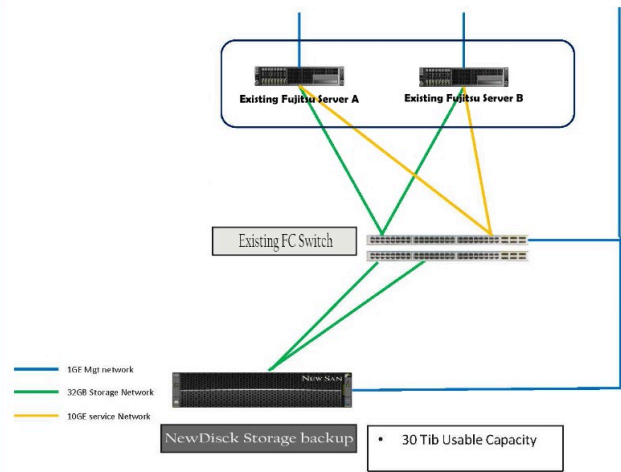 Existing Fujitsu Server A
Existing Fujitsu Server B
Existing FC Switch
1GE Mgt network
32GB Storage Network
10GE service Network
NEW SAN
NewDisck Storage backup
• 30 Tib Usable Capacity